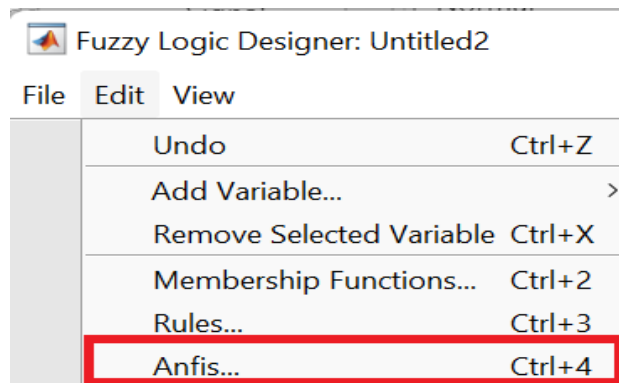 Fuzzy Logic Designer: Untitled2
File Edit View
Undo Ctrl+Z
Add Variable... >
Remove Selected Variable Ctrl+X
Membership Functions... Ctrl+2
Rules... Ctrl+3
Anfis... Ctrl+4